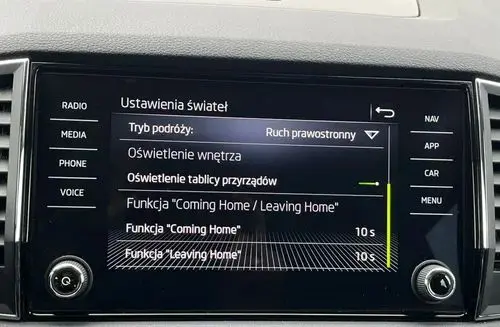 RADIO
MEDIA
PHONE
VOICE
Ustawienia świateł
Tryb podróży: Ruch prawostronny
Oświetlenie wnętrza
Oświetlenie tablicy przyrządów
Funkcja "Coming Home / Leaving Home"
Funkcja "Coming Home" 10 s
Funkcja "Leaving Home" 10 s
NAV
APP
CAR
MENU